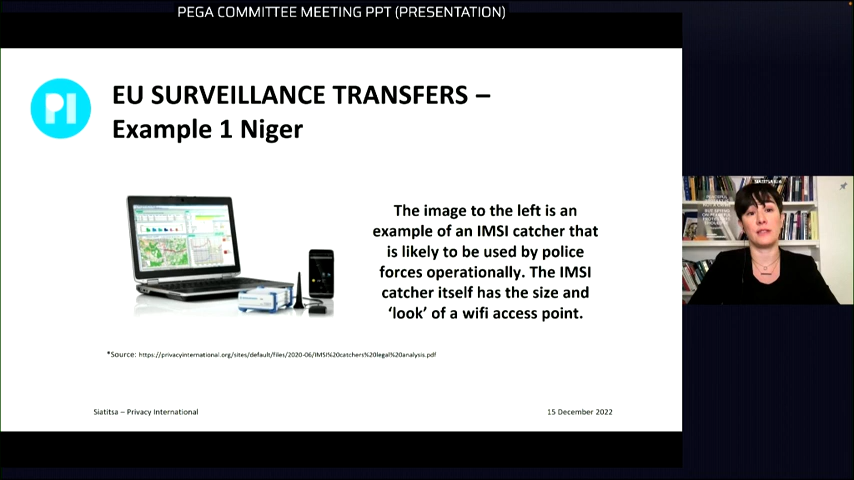 PEGA COMMITTEE MEETING PPT (PRESENTATION)
PI
EU SURVEILLANCE TRANSFERS –
Example 1 Niger
The image to the left is an
example of an IMSI catcher that
is likely to be used by police
forces operationally. The IMSI
catcher itself has the size and
‘look’ of a wifi access point.
*Source: https://privacyinternational.org/sites/default/files/2020-06/IMSI%20catchers%20legal%20analysis.pdf
Siatitsa – Privacy International
15 December 2022